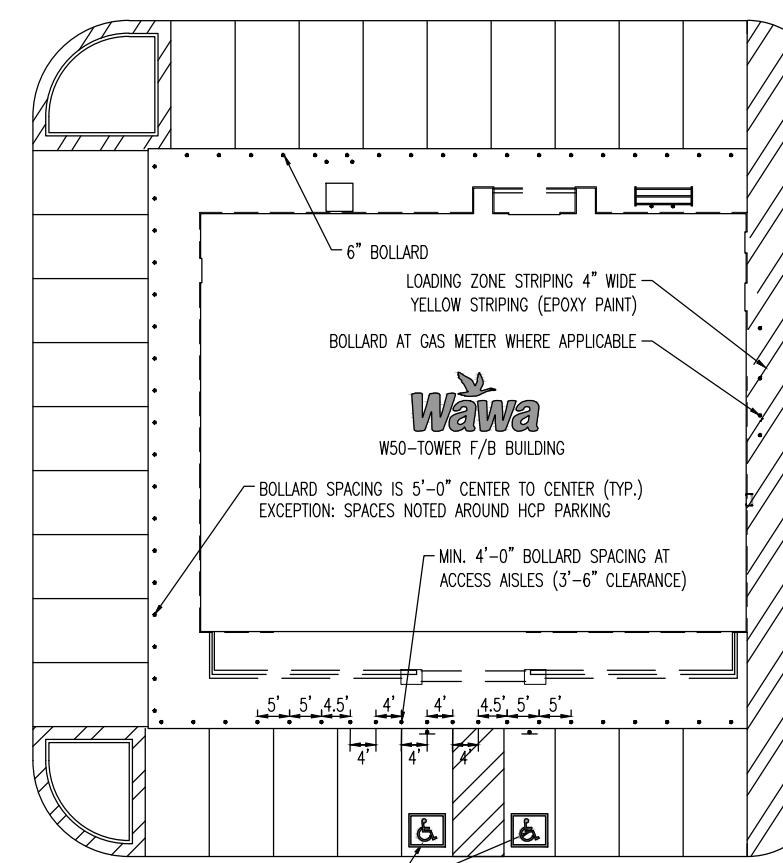 6" BOLLARD
LOADING ZONE STRIPING 4" WIDE
YELLOW STRIPING (EPOXY PAINT)
BOLLARD AT GAS METER WHERE APPLICABLE
Wawa
W50-TOWER F/B BUILDING
BOLLARD SPACING IS 5'-0" CENTER TO CENTER (TYP.)
EXCEPTION: SPACES NOTED AROUND HCP PARKING
MIN. 4'-0" BOLLARD SPACING AT
ACCESS AISLES (3'-6" CLEARANCE)
5' 5' 4.5' 4' 4' 4.5' 5' 5'
4' 4' 4'